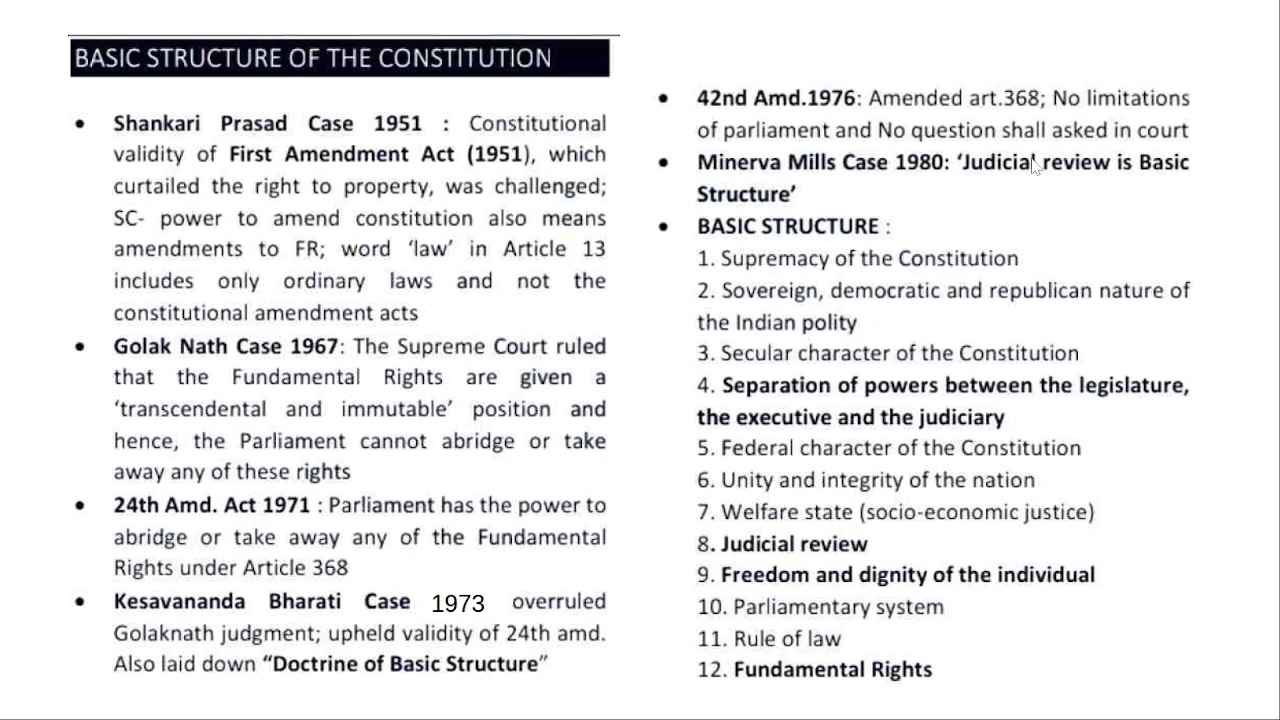 BASIC STRUCTURE OF THE CONSTITUTION
• Shankari Prasad Case 1951 : Constitutional
validity of First Amendment Act (1951), which
curtailed the right to property, was challenged;
SC- power to amend constitution also means
amendments to FR; word ‘law’ in Article 13
includes only ordinary laws and not the
constitutional amendment acts
• Golak Nath Case 1967: The Supreme Court ruled
that the Fundamental Rights are given a
‘transcendental and immutable’ position and
hence, the Parliament cannot abridge or take
away any of these rights
• 24th Amd. Act 1971 : Parliament has the power to
abridge or take away any of the Fundamental
Rights under Article 368
• Kesavananda Bharati Case 1973 overruled
Golaknath judgment; upheld validity of 24th amd.
Also laid down “Doctrine of Basic Structure”
• 42nd Amd.1976: Amended art.368; No limitations
of parliament and No question shall asked in court
• Minerva Mills Case 1980: ‘Judicial review is Basic
Structure’
• BASIC STRUCTURE :
1. Supremacy of the Constitution
2. Sovereign, democratic and republican nature of
the Indian polity
3. Secular character of the Constitution
4. Separation of powers between the legislature,
the executive and the judiciary
5. Federal character of the Constitution
6. Unity and integrity of the nation
7. Welfare state (socio-economic justice)
8. Judicial review
9. Freedom and dignity of the individual
10. Parliamentary system
11. Rule of law
12. Fundamental Rights